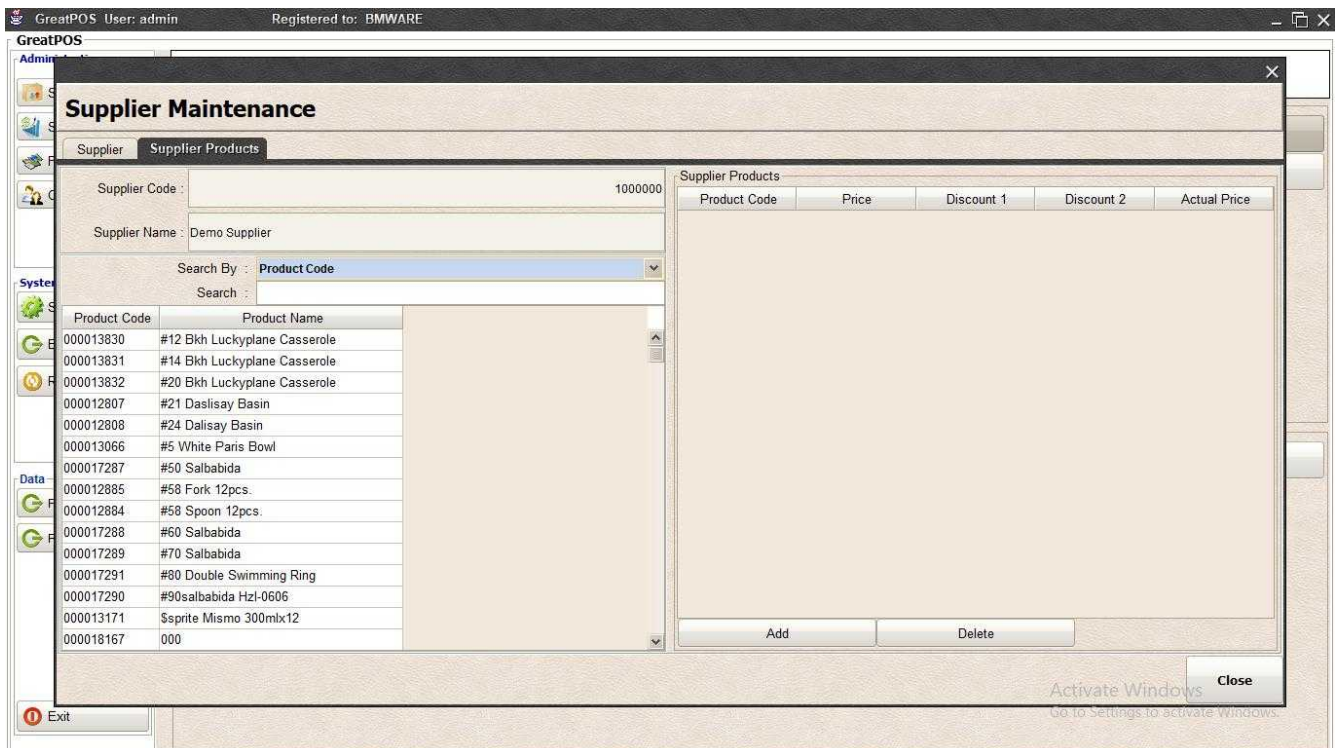 GreatPOS User: admin Registered to: BMWARE
GreatPOS
Supplier Maintenance
Supplier Supplier Products
Supplier Code : 1000000
Supplier Name : Demo Supplier
Search By : Product Code
Search :
Product Code Product Name
000013830 #12 Bkh Luckyplane Casserole
000013831 #14 Bkh Luckyplane Casserole
000013832 #20 Bkh Luckyplane Casserole
000012807 #21 Daslisay Basin
000012808 #24 Dalisay Basin
000013066 #5 White Paris Bowl
000017287 #50 Salbabida
000012885 #58 Fork 12pcs.
000012884 #58 Spoon 12pcs.
000017288 #60 Salbabida
000017289 #70 Salbabida
000017291 #80 Double Swimming Ring
000017290 #90salbabida Hzl-0606
000013171 $sprite Mismo 300mlx12
000018167 000
Supplier Products
Product Code Price Discount 1 Discount 2 Actual Price
Add Delete
Close
Data
Exit
Activate Windows
Go to Settings to activate Windows.